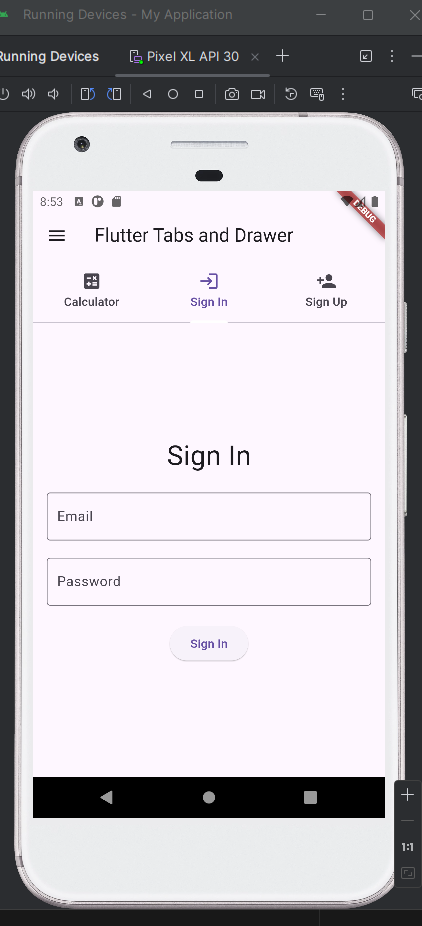 Running Devices - My Application
Running Devices
Pixel XL API 30
8:53
DEBUG
Flutter Tabs and Drawer
Calculator
Sign In
Sign Up
Sign In
Email
Password
Sign In
1:1